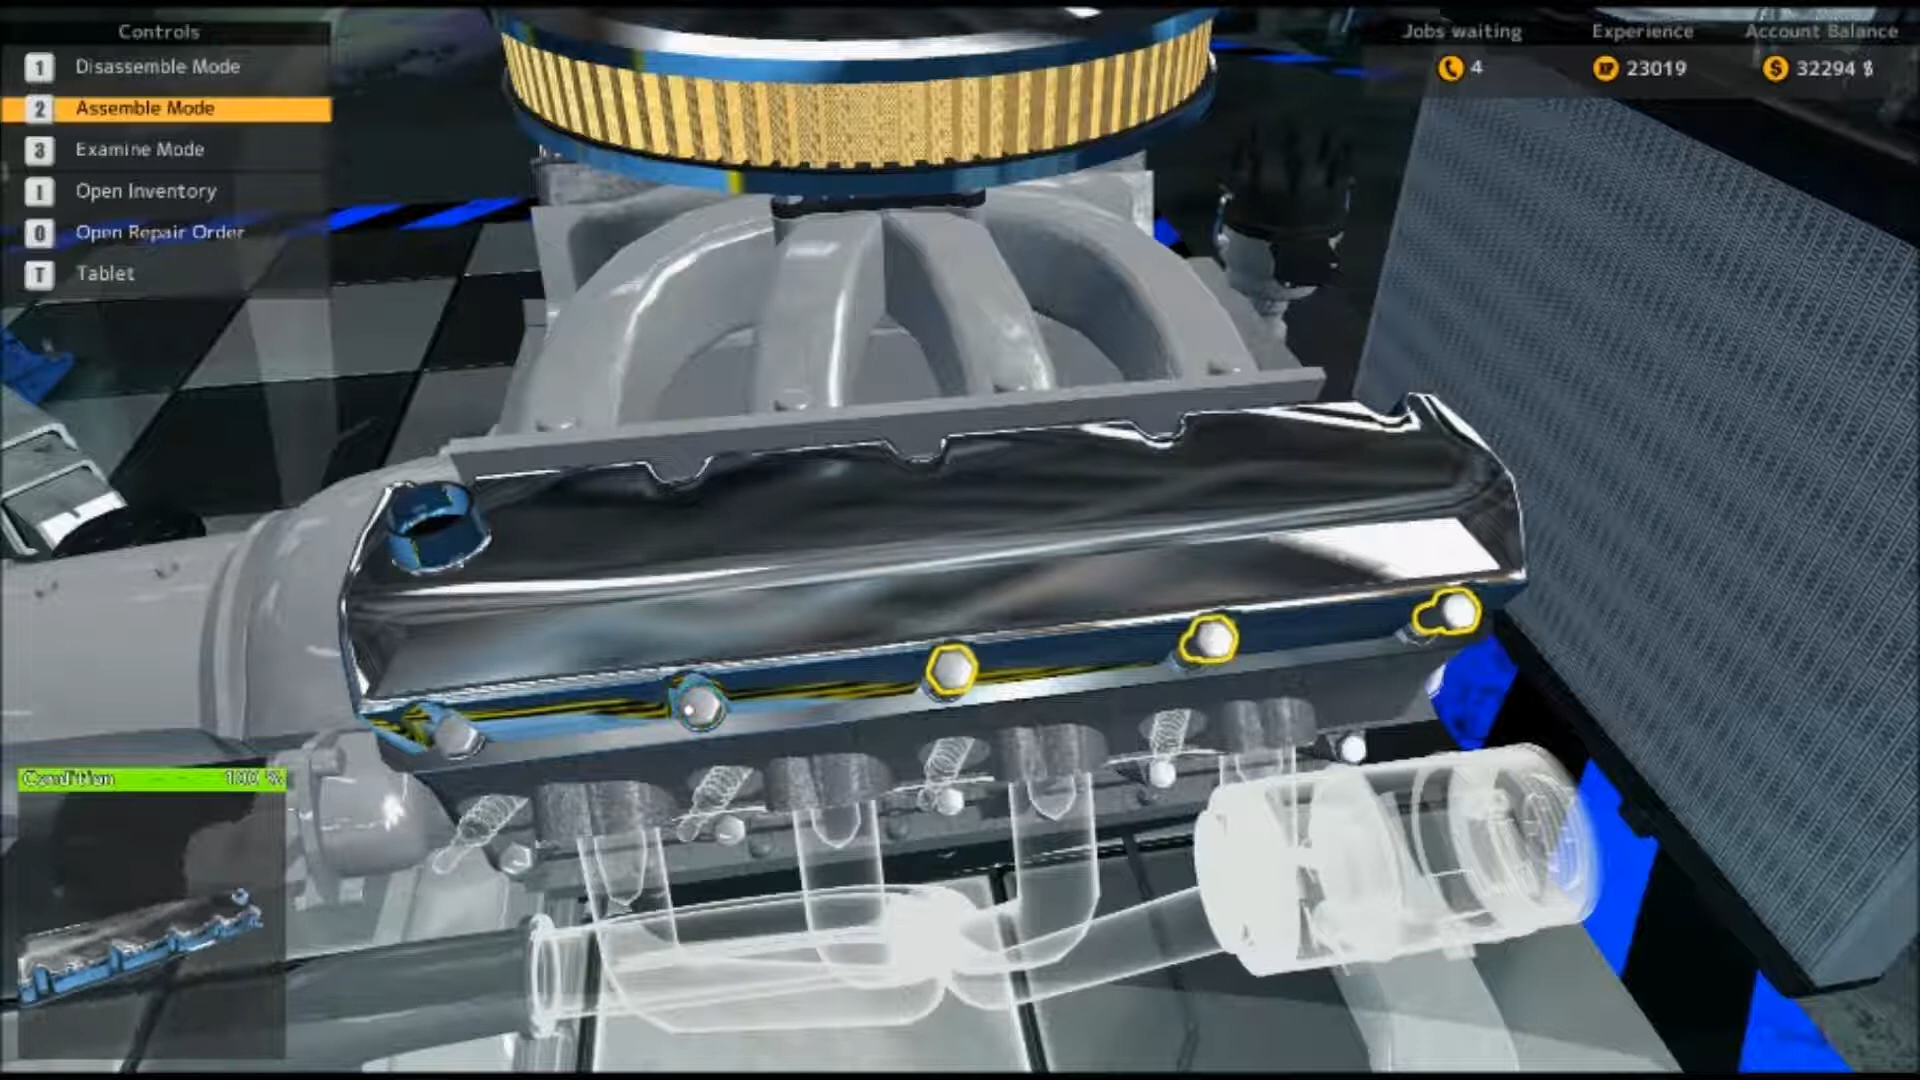 Controls
1 Disassemble Mode
2 Assemble Mode
3 Examine Mode
I Open Inventory
O Open Repair Order
T Tablet
Jobs waiting
4
Experience
XP 23019
Account Balance
$ 32294 $
Condition 100 %